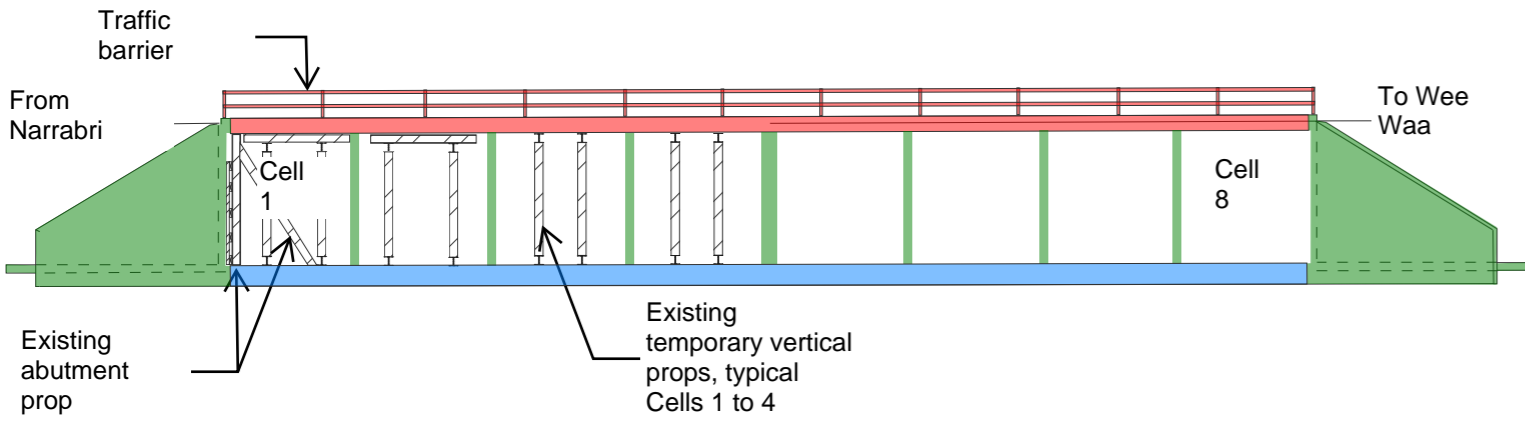 Traffic
barrier
From
Narrabri
To Wee
Waa
Cell
1
Cell
8
Existing
abutment
prop
Existing
temporary vertical
props, typical
Cells 1 to 4